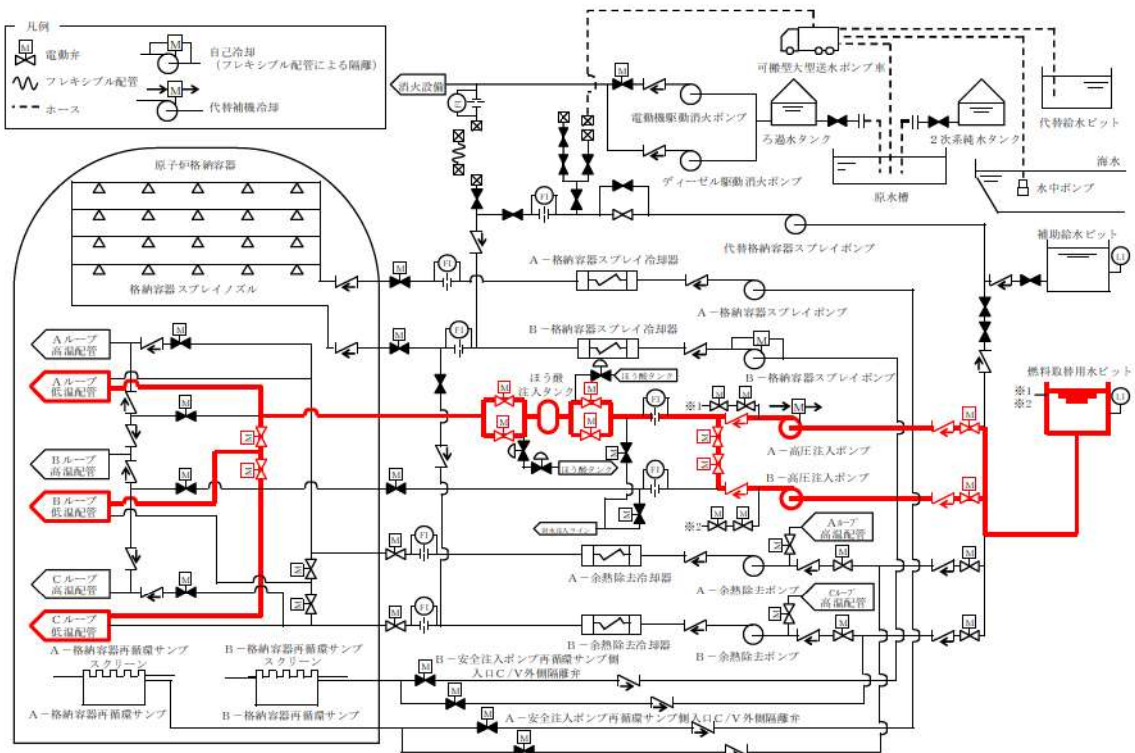 凡例
M
電動弁
フレキシブル配管
ホース
M
自己冷却
(フレキシブル配管による隔離)
M
代替補機冷却
消火設備
FI
M
電動機駆動消火ポンプ
ディーゼル駆動消火ポンプ
可搬型大型送水ポンプ車
ろ過水タンク
2次系純水タンク
代替給水ピット
原水槽
海水
水中ポンプ
FI
代替格納容器スプレイポンプ
補助給水ピット
LI
原子炉格納容器
格納容器スプレイノズル
M
FI
A-格納容器スプレイ冷却器
A-格納容器スプレイポンプ
M
FI
B-格納容器スプレイ冷却器
M
B-格納容器スプレイポンプ
燃料取替用水ピット
※1
※2
LI
Aループ
高温配管
M
Aループ
低温配管
M
ほう酸
注入タンク
M
M
M
M
ほう酸タンク
ほう酸タンク
FI
※1
M
M
M
M
A-高圧注入ポンプ
Bループ
高温配管
M
M
M
M
M
M
FI
B-高圧注入ポンプ
M
Bループ
低温配管
M
※2
M
M
Aループ
高温配管
M
M
M
M
FI
A-余熱除去冷却器
A-余熱除去ポンプ
Cループ
高温配管
M
M
M
Cループ
高温配管
M
M
M
Cループ
低温配管
M
FI
B-余熱除去冷却器
B-余熱除去ポンプ
A-格納容器再循環サンプ
スクリーン
B-格納容器再循環サンプ
スクリーン
B-安全注入ポンプ再循環サンプ側
入口C/V外側隔離弁
M
M
A-格納容器再循環サンプ
B-格納容器再循環サンプ
A-安全注入ポンプ再循環サンプ側入口C/V外側隔離弁
M
M